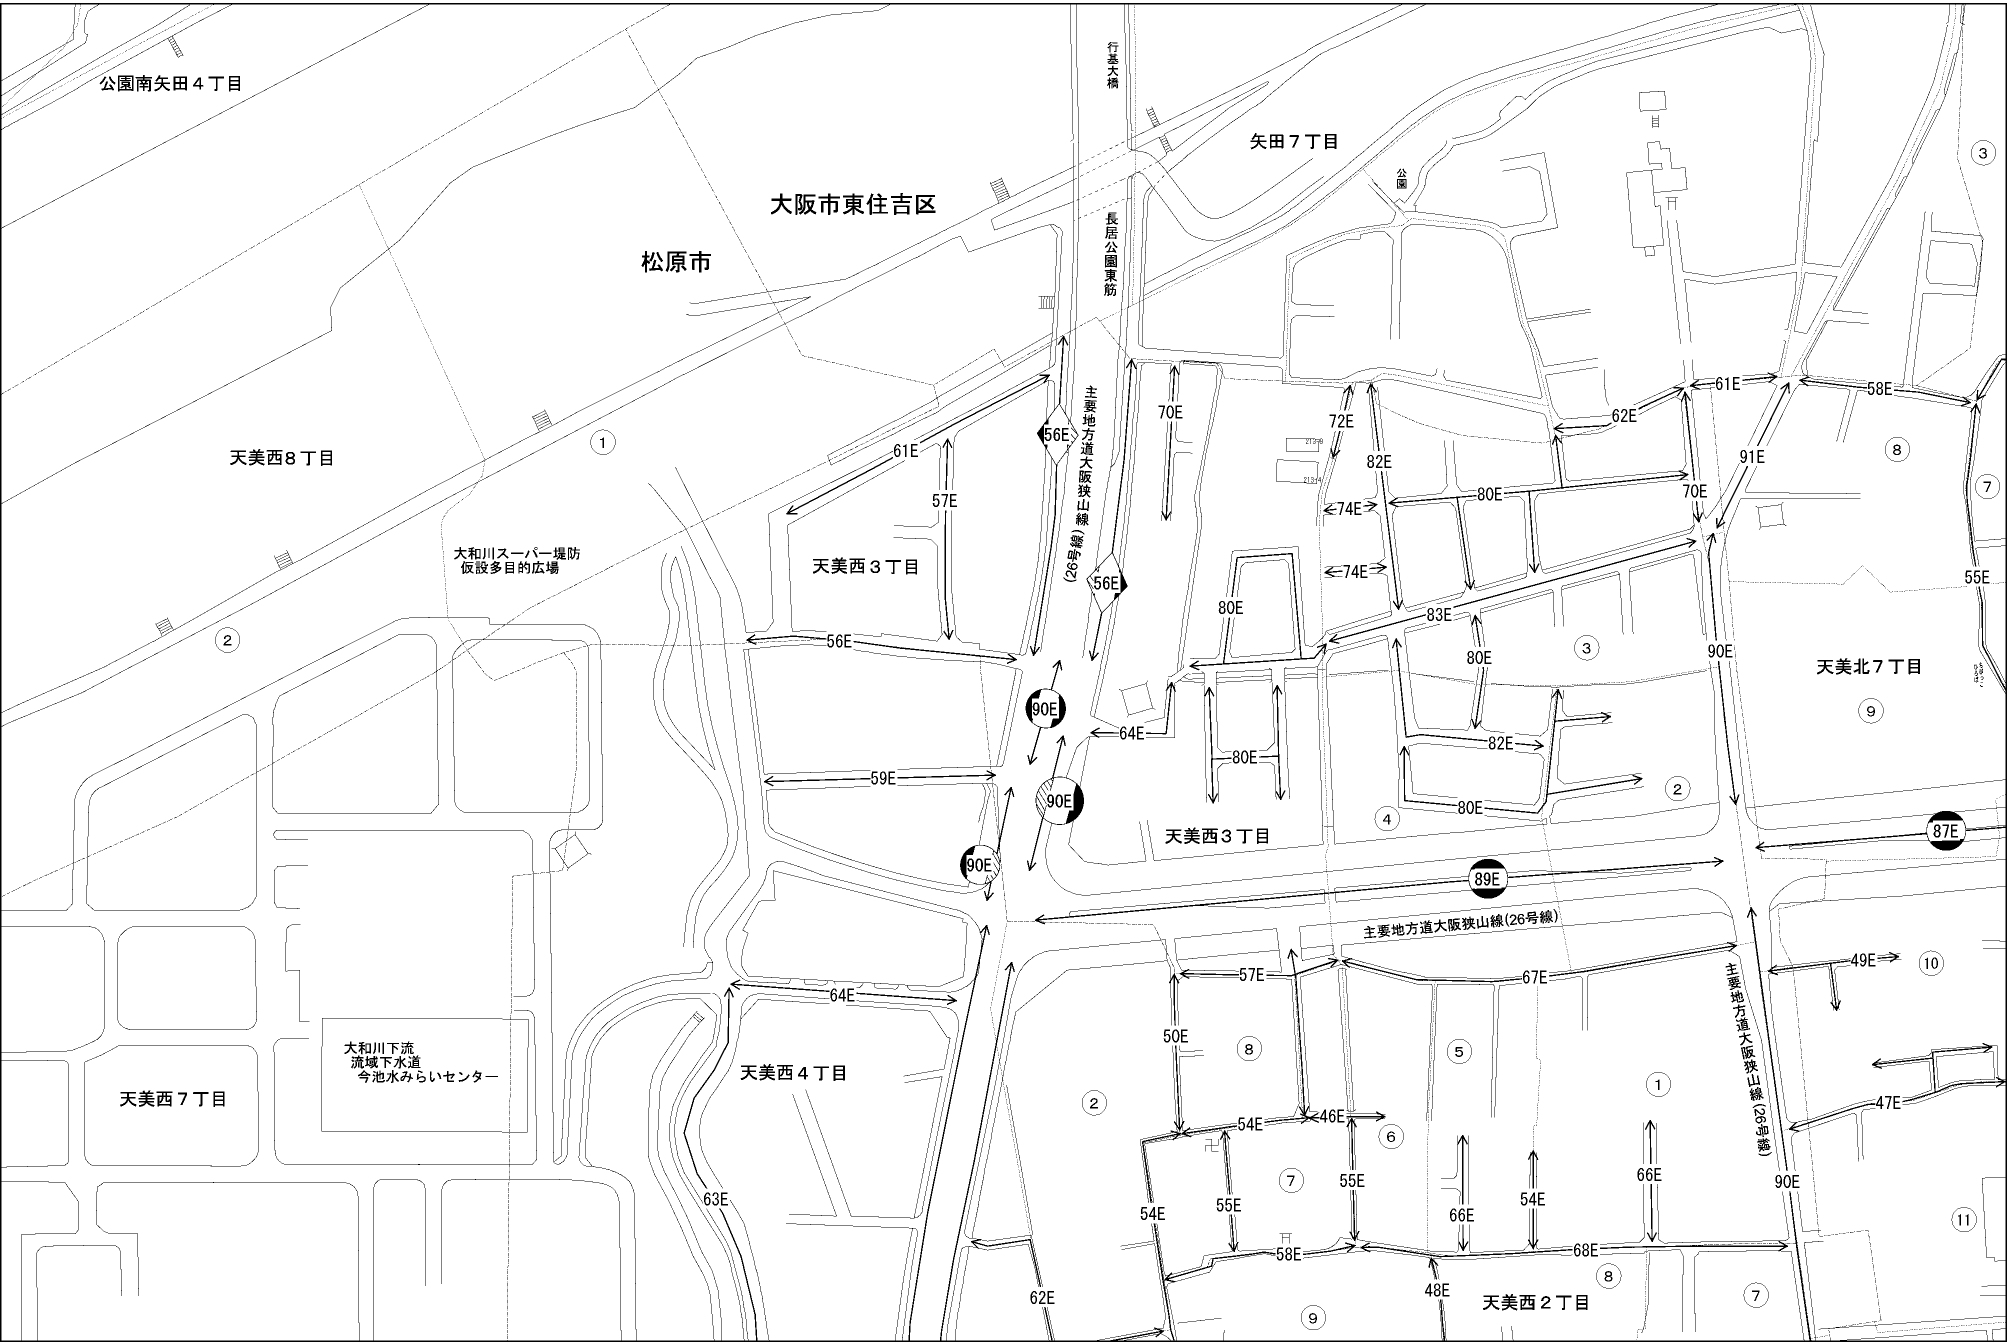 公園南矢田４丁目
行基大橋
矢田７丁目
公園
③
大阪市東住吉区
長居公園東筋
松原市
主要地方道大阪狭山線
(26号線)
61E
58E
62E
70E
72E
56E
①
天美西８丁目
61E
82E
91E
⑧
⑦
57E
80E
70E
74E
213-8
213-4
大和川スーパー堤防
仮設多目的広場
天美西３丁目
56E
74E
55E
80E
83E
②
56E
80E
③
90E
天美北７丁目
⑨
90E
64E
82E
80E
59E
90E
80E
②
④
天美西３丁目
87E
90E
89E
主要地方道大阪狭山線(26号線)
57E
67E
49E
⑩
主要地方道大阪狭山線(26号線)
64E
50E
⑧
⑤
大和川下流
流域下水道
今池水みらいセンター
天美西４丁目
天美西７丁目
②
①
47E
54E
46E
⑥
⑦
55E
66E
90E
63E
54E
55E
66E
54E
⑪
58E
68E
⑧
62E
48E
天美西２丁目
⑦
⑨